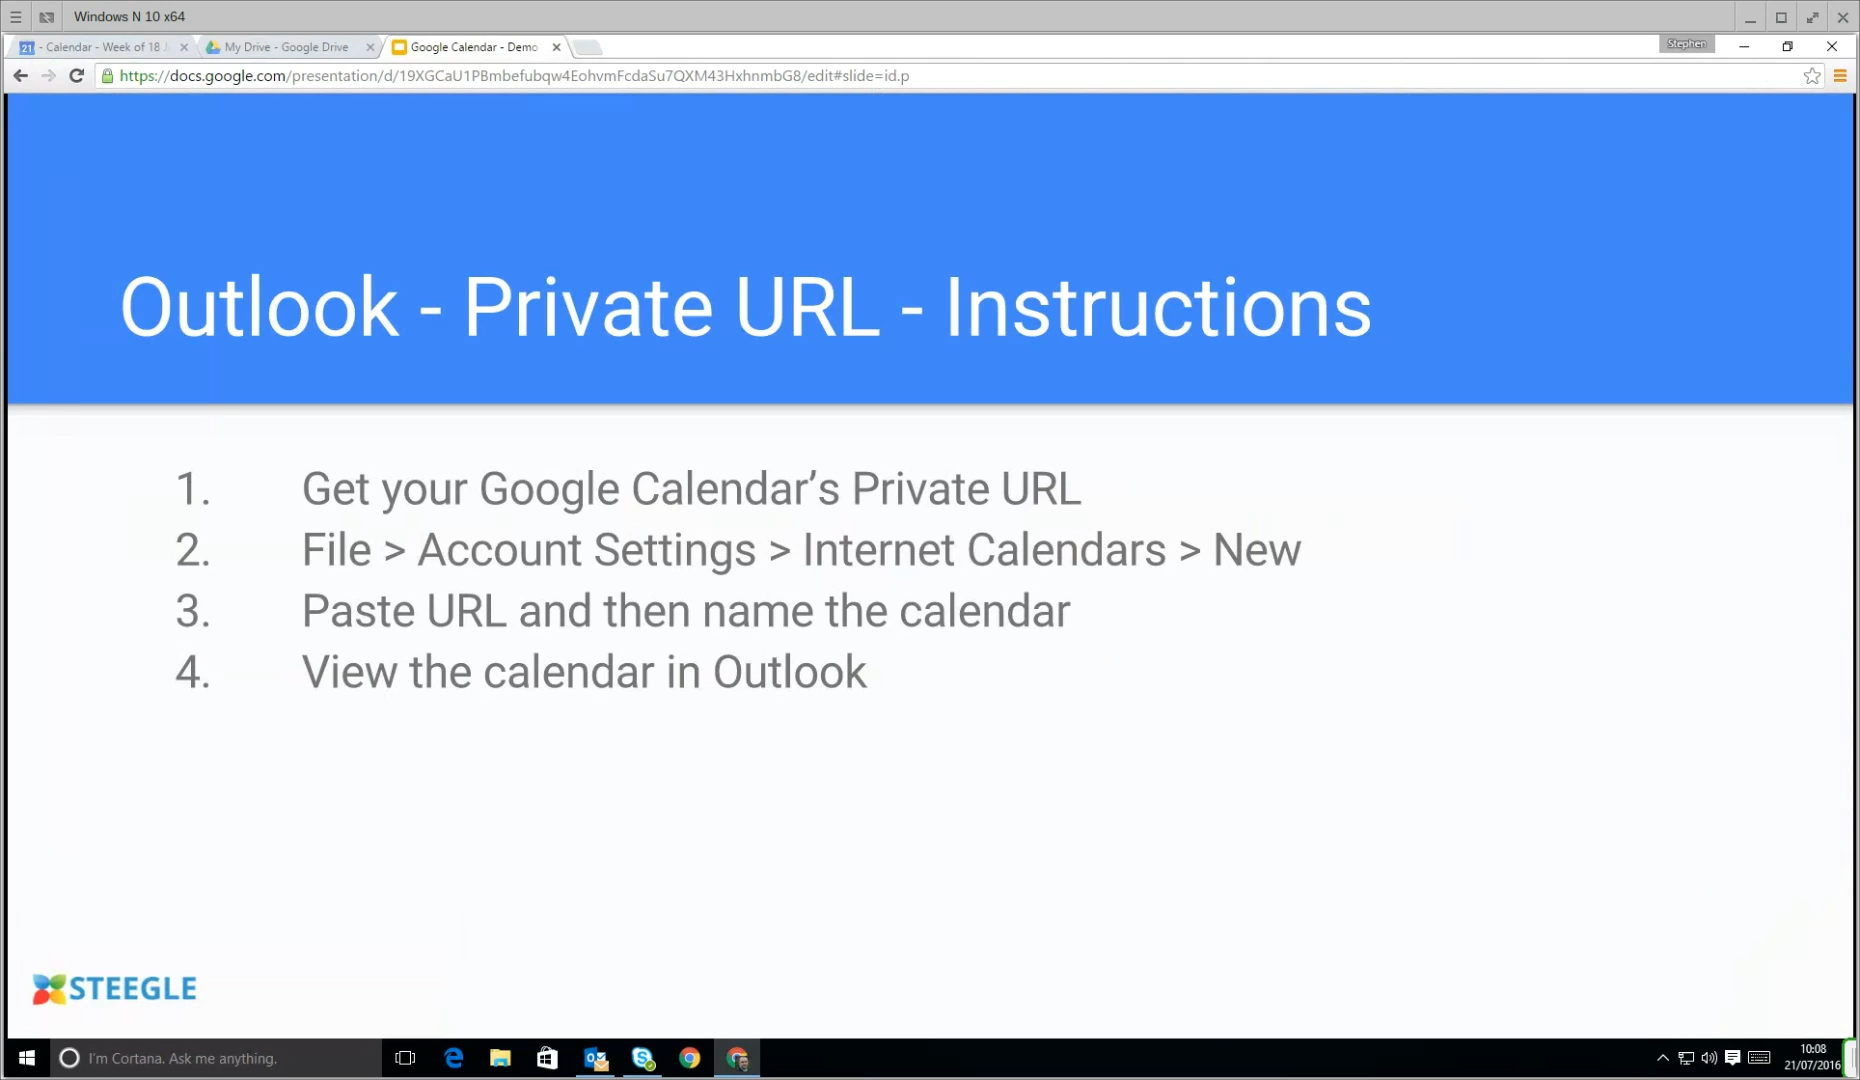 Windows N 10 x64
21 - Calendar - Week of 18 J
My Drive - Google Drive
Google Calendar - Demo
Stephen
https://docs.google.com/presentation/d/19XGCaU1PBmbefubqw4EohvmFcdaSu7QXM43HxhnmbG8/edit#slide=id.p
Outlook - Private URL - Instructions
1. Get your Google Calendar’s Private URL
2. File > Account Settings > Internet Calendars > New
3. Paste URL and then name the calendar
4. View the calendar in Outlook
STEEGLE
I'm Cortana. Ask me anything.
10:08
21/07/2016